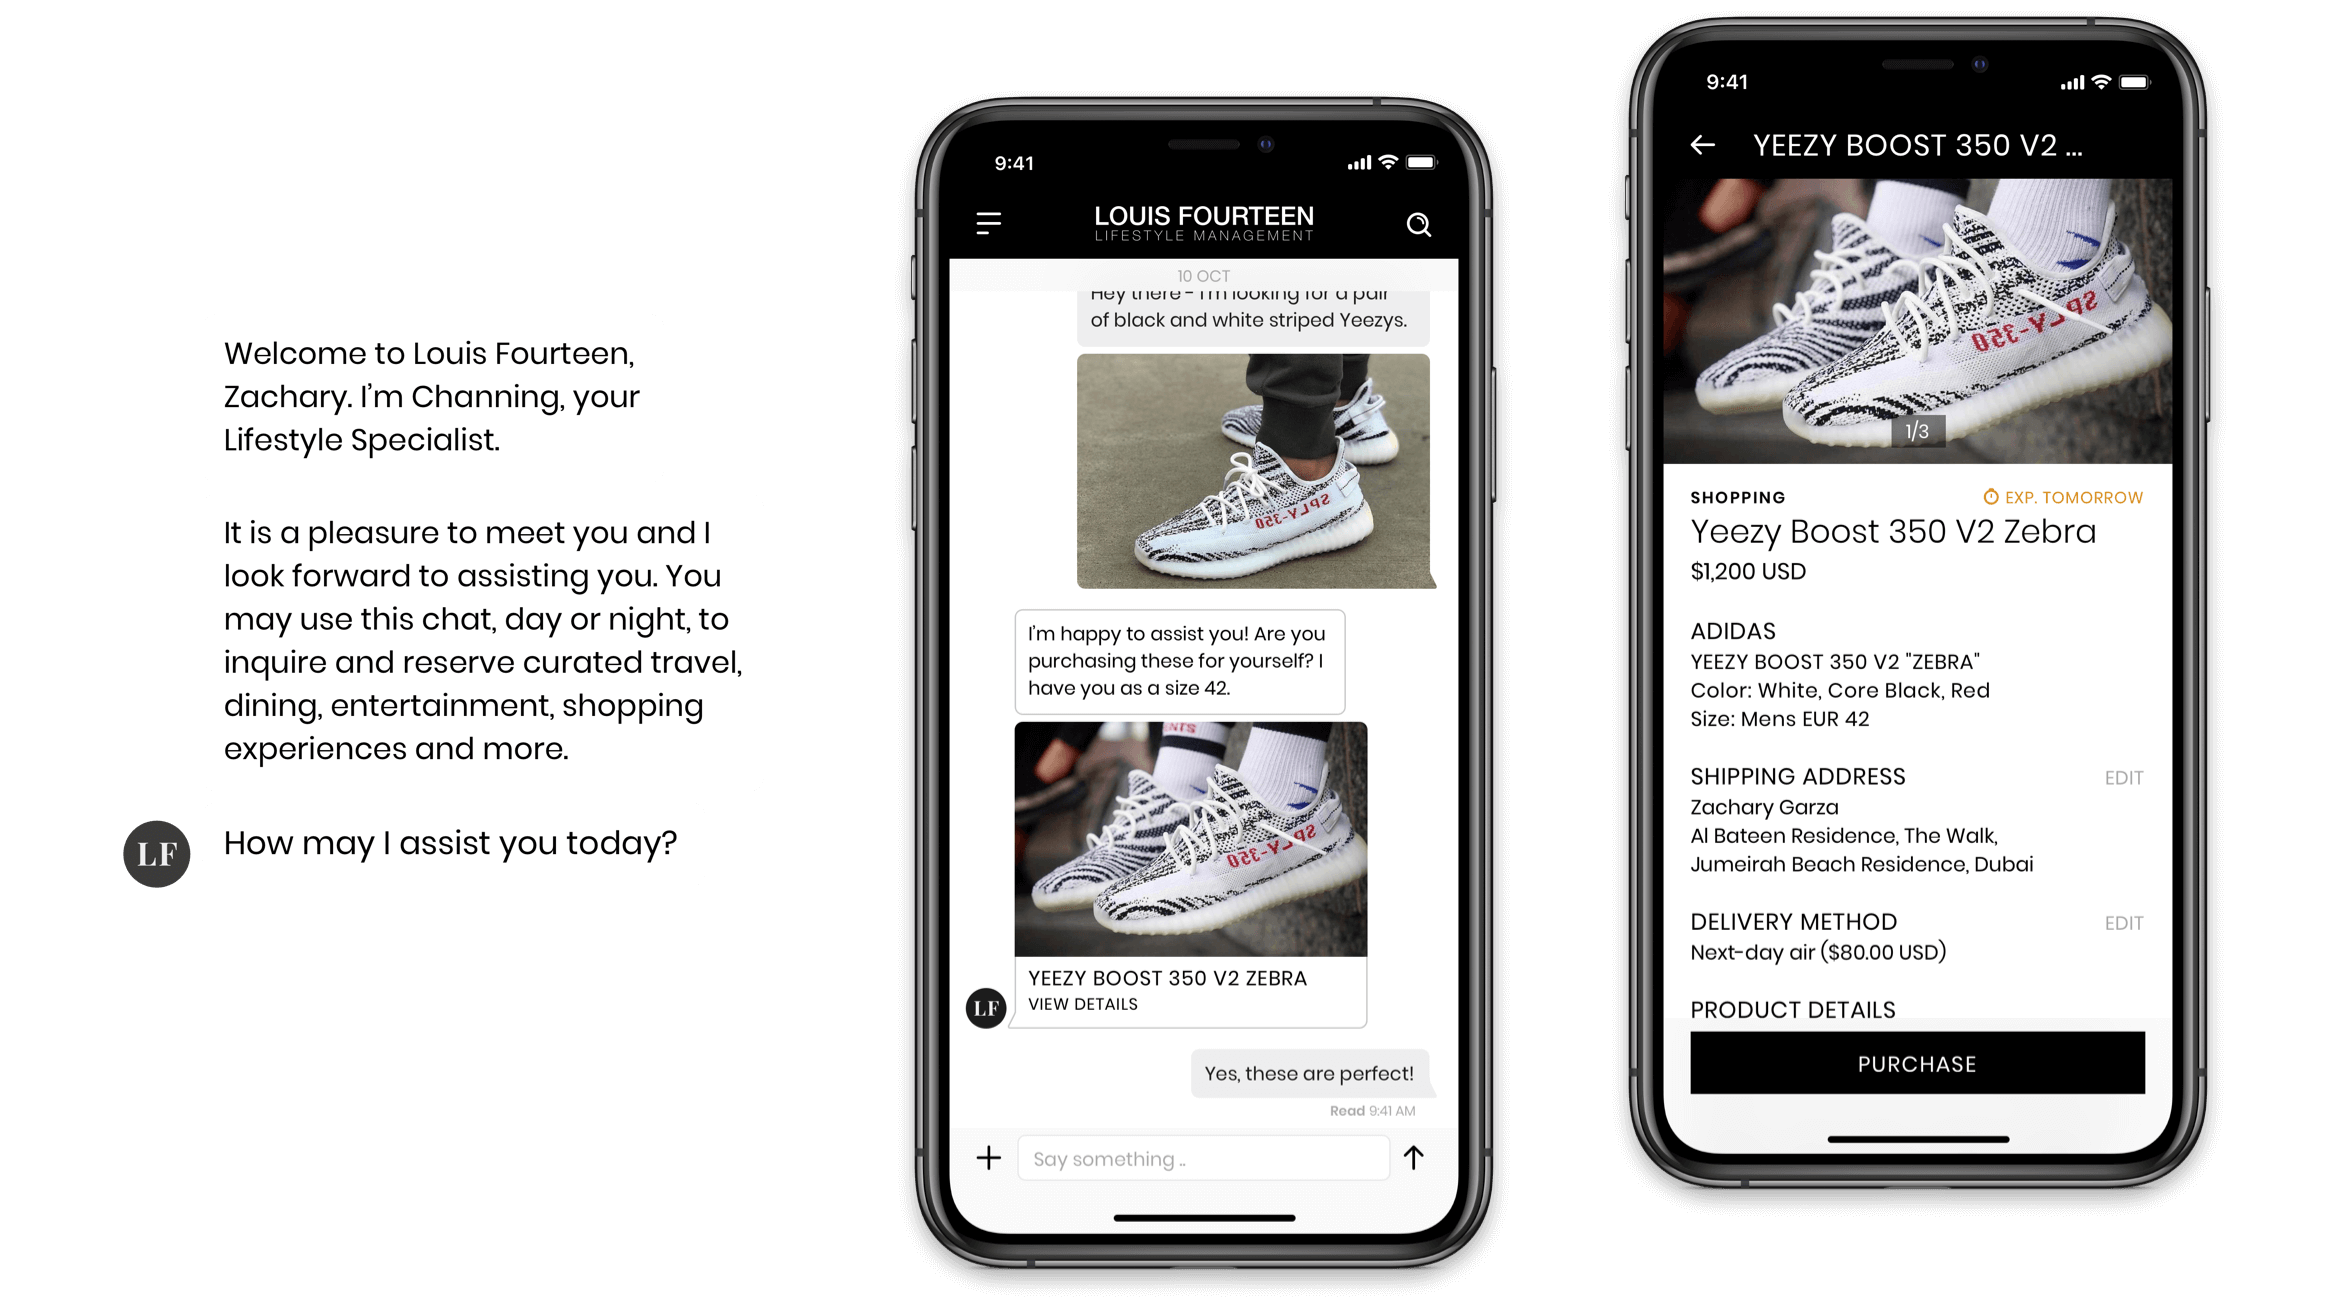 Welcome to Louis Fourteen,
Zachary. I'm Channing, your
Lifestyle Specialist.
It is a pleasure to meet you and I
look forward to assisting you. You
may use this chat, day or night, to
inquire and reserve curated travel,
dining, entertainment, shopping
experiences and more.
LF
How may I assist you today?
9:41
LOUIS FOURTEEN
LIFESTYLE MANAGEMENT
10 OCT
Hey there - I'm looking for a pair
of black and white striped Yeezys.
SPLY-350
I'm happy to assist you! Are you
purchasing these for yourself? I
have you as a size 42.
SPLY-350
YEEZY BOOST 350 V2 ZEBRA
VIEW DETAILS
LF
Yes, these are perfect!
Read 9:41 AM
Say something ..
9:41
YEEZY BOOST 350 V2 ...
SPLY-350
1/3
SHOPPING
EXP. TOMORROW
Yeezy Boost 350 V2 Zebra
$1,200 USD
ADIDAS
YEEZY BOOST 350 V2 "ZEBRA"
Color: White, Core Black, Red
Size: Mens EUR 42
SHIPPING ADDRESS
EDIT
Zachary Garza
Al Bateen Residence, The Walk,
Jumeirah Beach Residence, Dubai
DELIVERY METHOD
EDIT
Next-day air ($80.00 USD)
PRODUCT DETAILS
PURCHASE